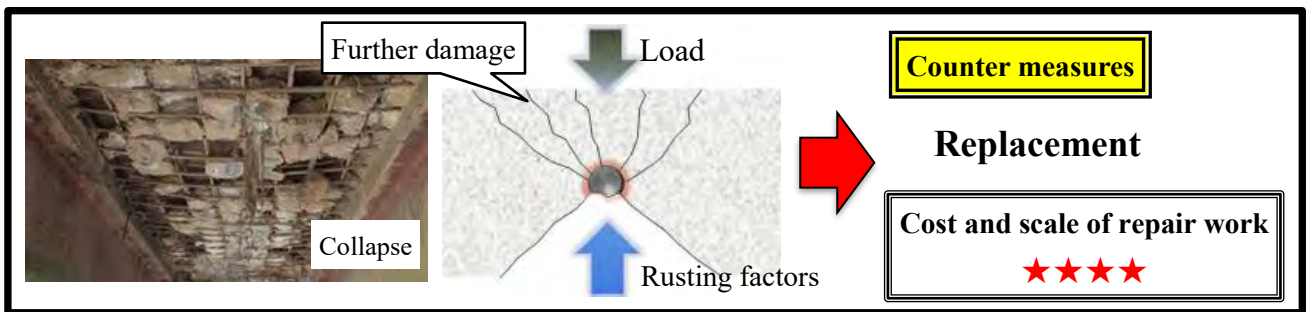 Further damage
Load
Collapse
Rusting factors
Counter measures
Replacement
Cost and scale of repair work
★★★★